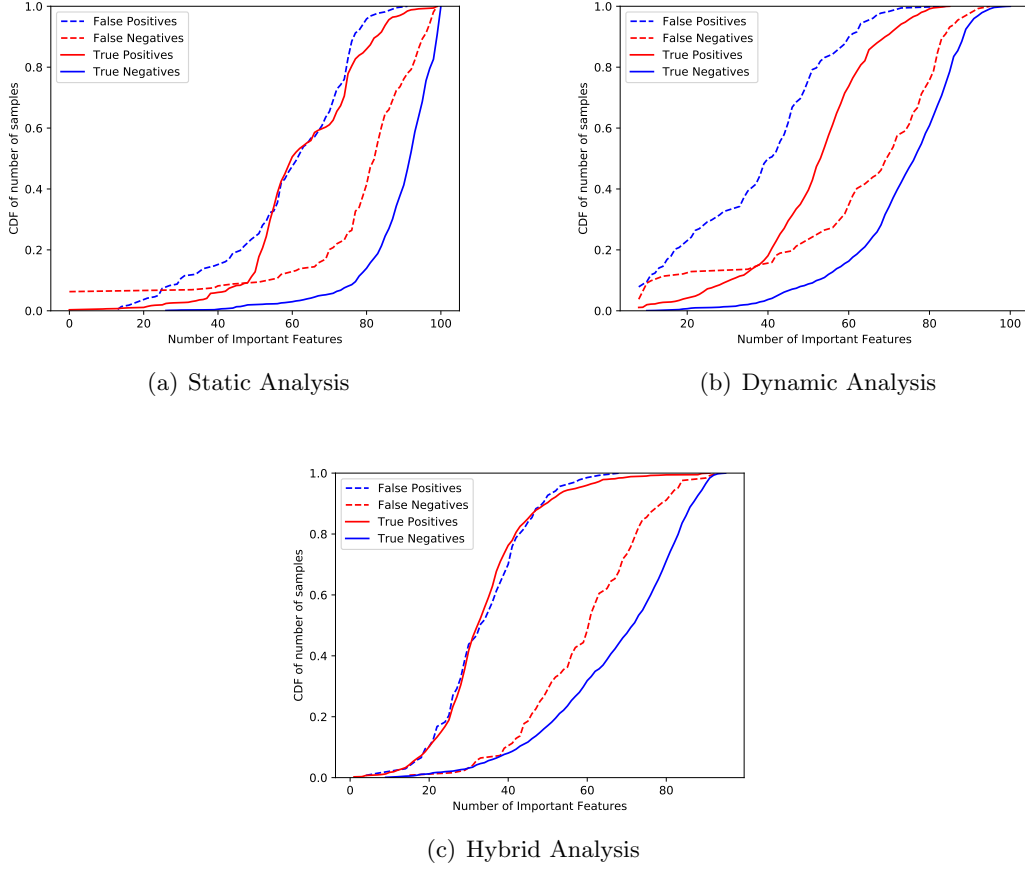 1.0
0.8
0.6
0.4
0.2
0.0
CDF of number of samples
False Positives
False Negatives
True Positives
True Negatives
0 20 40 60 80 100
Number of Important Features
(a) Static Analysis
1.0
0.8
0.6
0.4
0.2
0.0
CDF of number of samples
False Positives
False Negatives
True Positives
True Negatives
20 40 60 80 100
Number of Important Features
(b) Dynamic Analysis
1.0
0.8
0.6
0.4
0.2
0.0
CDF of number of samples
False Positives
False Negatives
True Positives
True Negatives
0 20 40 60 80
Number of Important Features
(c) Hybrid Analysis